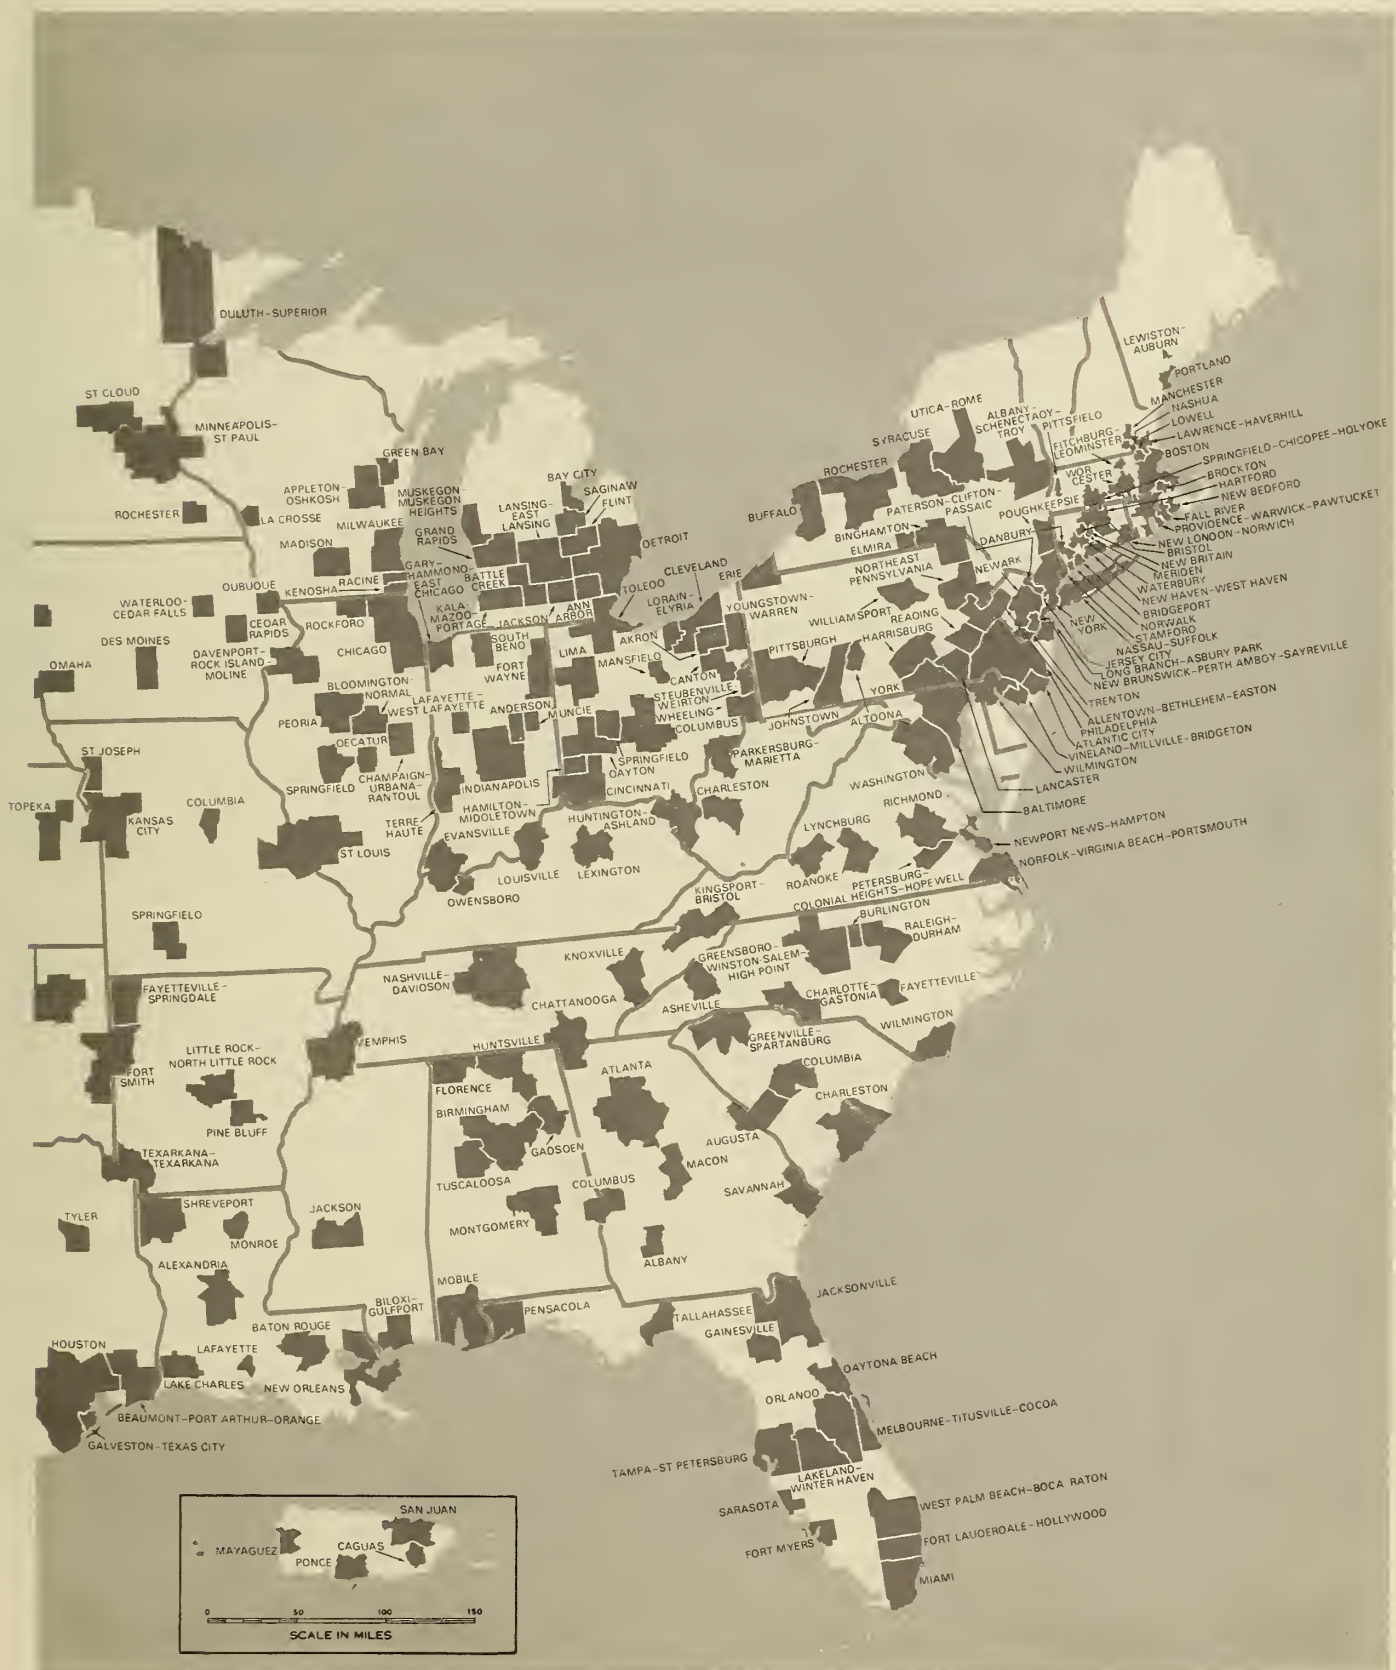 DULUTH-SUPERIOR
ST CLOUD
MINNEAPOLIS-
ST PAUL
GREEN BAY
APPLETON-
OSHKOSH
ROCHESTER
LA CROSSE
MILWAUKEE
MADISON
RACINE
KENOSHA
MUSKEGON-
MUSKEGON
HEIGHTS
GRAND
RAPIDS
LANSING-
EAST
LANSING
BAY CITY
SAGINAW
FLINT
DETROIT
GARY-
HAMMOND-
EAST
CHICAGO
BATTLE
CREEK
KALA-
MAZOO-
PORTAGE
JACKSON
ANN
ARBOR
TOLEDO
OUBUQUE
WATERLOO-
CEDAR FALLS
CEOAR
RAPIDS
ROCKFORD
DES MOINES
OMAHA
DAVENPORT-
ROCK ISLAND-
MOLINE
CHICAGO
SOUTH
BENO
FORT
WAYNE
LIMA
MANSFIELO
AKRON
LORAIN-
ELYRIA
CLEVELAND
ERIE
YOUNGSTOWN-
WARREN
CANTON
STEUBENVILLE
WEIRTON
WHEELING
COLUMBUS
BLOOMINGTON-
NORMAL
PEORIA
LAFAYETTE-
WEST LAFAYETTE
ANDERSON
MUNCIE
OECATUR
SPRINGFIELD
CHAMPAIGN-
URBANA-
RANTOUL
INDIANAPOLIS
TERRE
HAUTE
HAMILTON-
MIDDLETOWN
SPRINGFIELD
OAYTON
CINCINNATI
PARKERSBURG-
MARIETTA
CHARLESTON
HUNTINGTON-
ASHLAND
ST JOSEPH
TOPEKA
KANSAS
CITY
COLUMBIA
ST LOUIS
EVANSVILLE
LOUISVILLE
LEXINGTON
OWENSBORO
SPRINGFIELD
LEWISTON-
AUBURN
PORTLAND
MANCHESTER
NASHUA
LOWELL
LAWRENCE-HAVERHILL
BOSTON
SPRINGFIELD-CHICOPEE-HOLYOKE
BROCKTON
HARTFORD
NEW BEDFORD
FALL RIVER
PROVIDENCE-WARWICK-PAWTUCKET
NEW LONDON-NORWICH
BRISTOL
NEW BRITAIN
MERIDEN
WATERBURY
NEW HAVEN-WEST HAVEN
BRIDGEPORT
NORWALK
STAMFORO
NASSAU-SUFFOLK
JERSEY CITY
LONG BRANCH-ASBURY PARK
NEW BRUNSWICK-PERTH AMBOY-SAYREVILLE
TRENTON
ALLENTOWN-BETHLEHEM-EASTON
PHILADELPHIA
ATLANTIC CITY
VINELANO-MILLVILLE-BRIDGETON
WILMINGTON
LANCASTER
BALTIMORE
UTICA-ROME
ALBANY-
SCHENECTAOY-
TROY
PITTSFIELD
FITCHBURG-
LEOMINSTER
WOR
CESTER
SYRACUSE
ROCHESTER
BUFFALO
PATERSON-CLIFTON-
PASSAIC
POUGHKEEPSIE
BINGHAMTON
ELMIRA
DANBURY
NEWARK
NORTHEAST
PENNSYLVANIA
NEW
YORK
WILLIAMSPORT
REAOING
HARRISBURG
PITTSBURGH
YORK
JOHNSTOWN
ALTOONA
WASHINGTON
RICHMOND
NEWPORT NEWS-HAMPTON
NORFOLK-VIRGINIA BEACH-PORTSMOUTH
LYNCHBURG
ROANOKE
PETERSBURG-
COLONIAL HEIGHTS-HOPEWELL
KINGSPORT-
BRISTOL
BURLINGTON
RALEIGH-
DURHAM
GREENSBORO-
WINSTON-SALEM-
HIGH POINT
KNOXVILLE
NASHVILLE-
DAVIOSON
CHATTANOOGA
ASHEVILLE
CHARLOTTE-
GASTONIA
FAYETTEVILLE
WILMINGTON
GREENVILLE-
SPARTANBURG
COLUMBIA
CHARLESTON
FAYETTEVILLE-
SPRINGDALE
FORT
SMITH
LITTLE ROCK-
NORTH LITTLE ROCK
PINE BLUFF
MEMPHIS
HUNTSVILLE
FLORENCE
BIRMINGHAM
GADSOEN
TUSCALOOSA
ATLANTA
AUGUSTA
MACON
SAVANNAH
COLUMBUS
MONTGOMERY
ALBANY
TEXARKANA-
TEXARKANA
TYLER
SHREVEPORT
MONROE
JACKSON
ALEXANDRIA
MOBILE
PENSACOLA
BILOXI-
GULFPORT
BATON ROUGE
LAFAYETTE
HOUSTON
LAKE CHARLES
NEW ORLEANS
BEAUMONT-PORT ARTHUR-ORANGE
GALVESTON-TEXAS CITY
TALLAHASSEE
JACKSONVILLE
GAINESVILLE
DAYTONA BEACH
ORLANOO
MELBOURNE-TITUSVILLE-COCOA
TAMPA-ST PETERSBURG
LAKELAND-
WINTER HAVEN
SARASOTA
WEST PALM BEACH-BOCA RATON
FORT MYERS
FORT LAUOERDALE-HOLLYWOOD
MIAMI
SAN JUAN
MAYAGUEZ
CAGUAS
PONCE
0 50 100 150
SCALE IN MILES